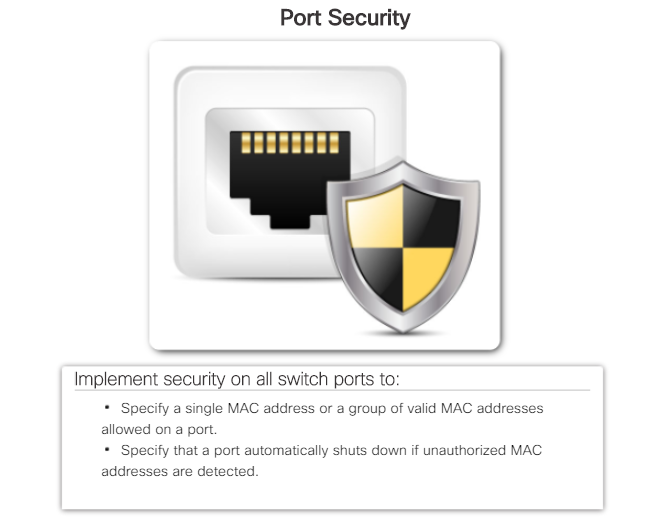 Port Security
Implement security on all switch ports to:
▪ Specify a single MAC address or a group of valid MAC addresses
allowed on a port.
▪ Specify that a port automatically shuts down if unauthorized MAC
addresses are detected.